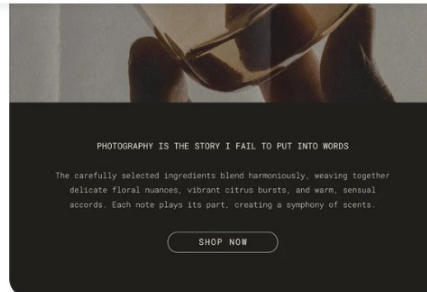 PHOTOGRAPHY IS THE STORY I FAIL TO PUT INTO WORDS
The carefully selected ingredients blend harmoniously, weaving together
delicate floral nuances, vibrant citrus bursts, and warm, sensual
accords. Each note plays its part, creating a symphony of scents.
SHOP NOW